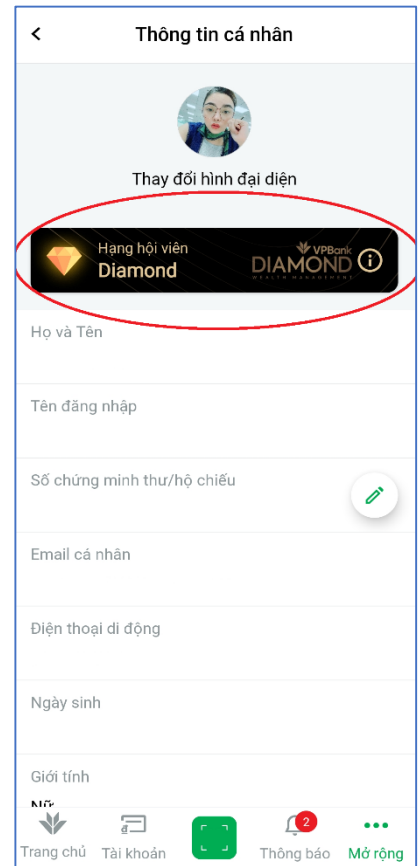 Thông tin cá nhân
Thay đổi hình đại diện
Hạng hội viên
Diamond
VPBank
DIAMOND
WEALTH MANAGEMENT
Họ và Tên
Tên đăng nhập
Số chứng minh thư/hộ chiếu
Email cá nhân
Điện thoại di động
Ngày sinh
Giới tính
Nữ
2
Trang chủ
Tài khoản
Thông báo
Mở rộng